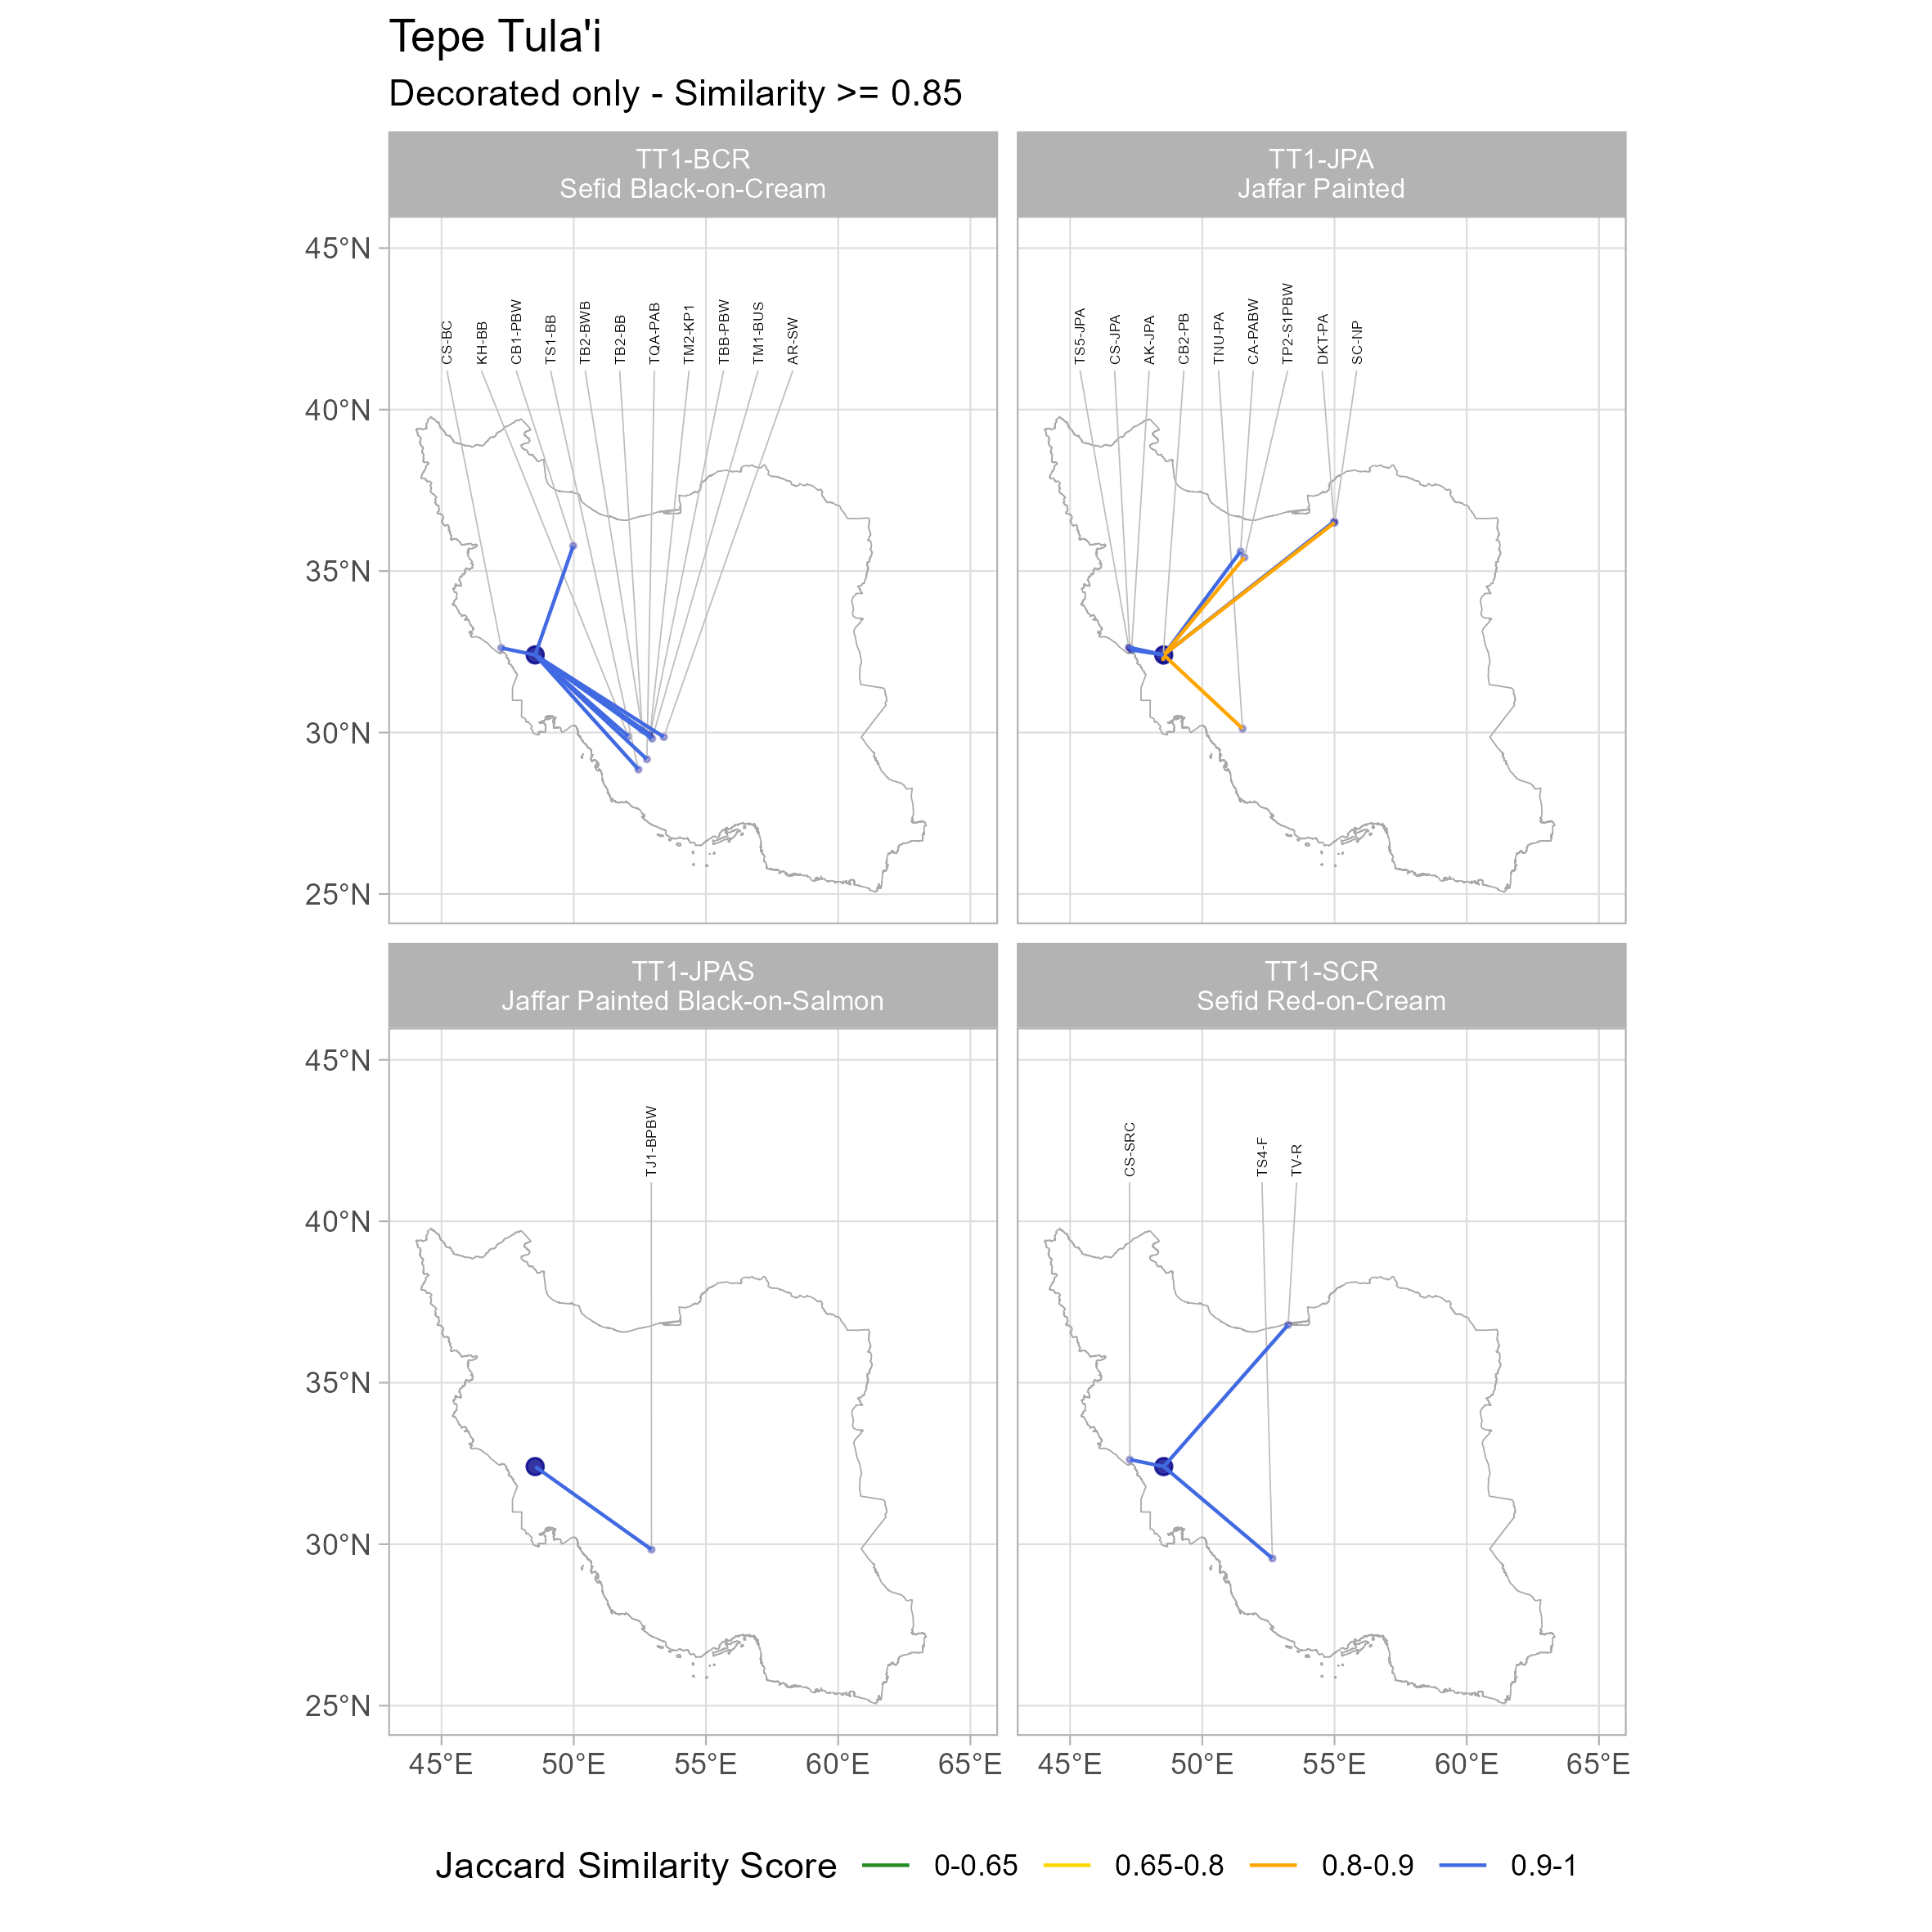 Tepe Tula'i
Decorated only - Similarity >= 0.85
TT1-BCR
Sefid Black-on-Cream
TT1-JPA
Jaffar Painted
45°N
40°N
35°N
30°N
25°N
CS-BC
KH-BB
CB1-PBW
TS1-BB
TB2-BWB
TB2-BB
TQA-PAB
TM2-KP1
TBB-PBW
TM1-BUS
AR-SW
TS5-JPA
CS-JPA
AK-JPA
CB2-PB
TNU-PA
CA-PABW
TP2-S1PBW
DKT-PA
SC-NP
TT1-JPAS
Jaffar Painted Black-on-Salmon
TT1-SCR
Sefid Red-on-Cream
45°N
40°N
35°N
30°N
25°N
TJ1-BPBW
CS-SRC
TS4-F
TV-R
45°E 50°E 55°E 60°E 65°E
45°E 50°E 55°E 60°E 65°E
Jaccard Similarity Score 0-0.65 0.65-0.8 0.8-0.9 0.9-1